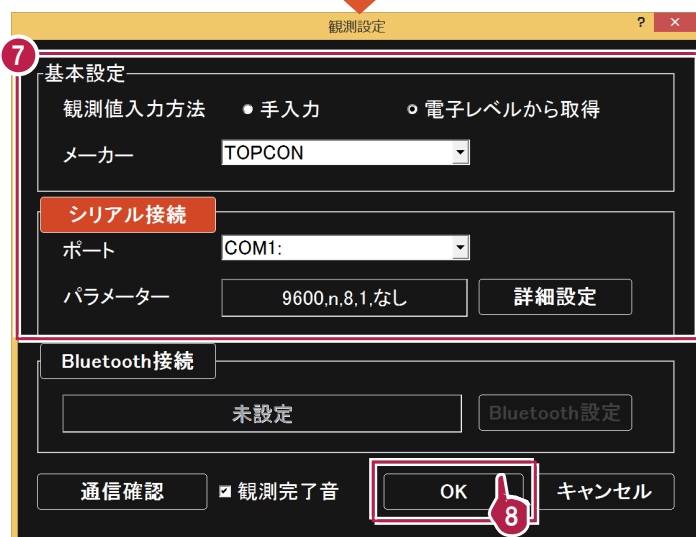 観測設定
? ×
7
基本設定
観測値入力方法 手入力 電子レベルから取得
メーカー TOPCON
シリアル接続
ポート COM1:
パラメーター 9600,n,8,1,なし 詳細設定
Bluetooth接続
未設定 Bluetooth設定
通信確認 観測完了音 OK キャンセル
8